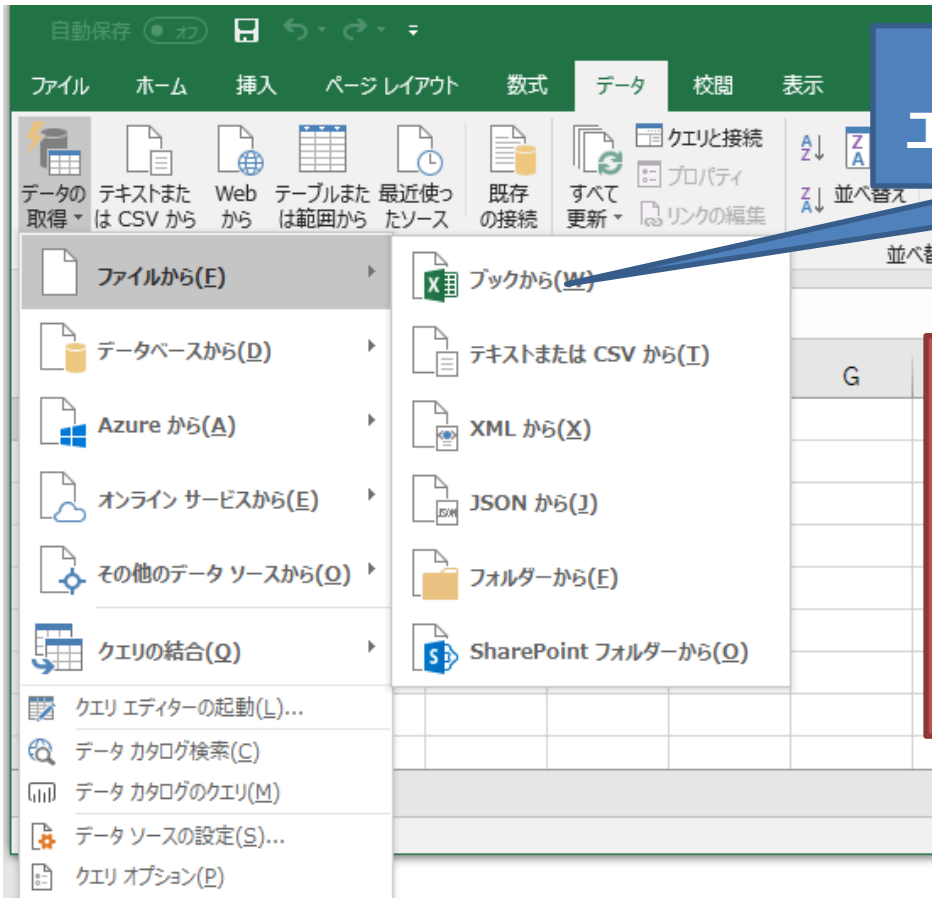 自動保存 オフ
ファイル ホーム 挿入 ページ レイアウト 数式 データ 校閲 表示
データの取得
テキストまたは CSV から
Web から
テーブルまたは範囲から
最近使ったソース
既存の接続
すべて更新
クエリと接続
プロパティ
リンクの編集
並べ替え
ファイルから(F)
データベースから(D)
Azure から(A)
オンライン サービスから(E)
その他のデータ ソースから(O)
クエリの結合(Q)
クエリ エディターの起動(L)...
データ カタログ検索(C)
データ カタログのクエリ(M)
データ ソースの設定(S)...
クエリ オプション(P)
ブックから(W)
テキストまたは CSV から(T)
XML から(X)
JSON から(J)
フォルダーから(F)
SharePoint フォルダーから(O)
G